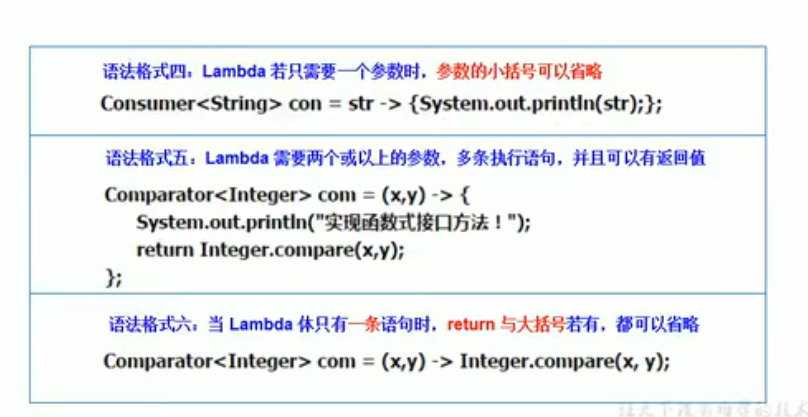 语法格式四：Lambda 若只需要一个参数时，参数的小括号可以省略
Consumer<String> con = str -> {System.out.println(str);};
语法格式五：Lambda 需要两个或以上的参数，多条执行语句，并且可以有返回值
Comparator<Integer> com = (x,y) -> {
System.out.println("实现函数式接口方法！");
return Integer.compare(x,y);
};
语法格式六：当 Lambda 体只有一条语句时，return 与大括号若有，都可以省略
Comparator<Integer> com = (x,y) -> Integer.compare(x, y);